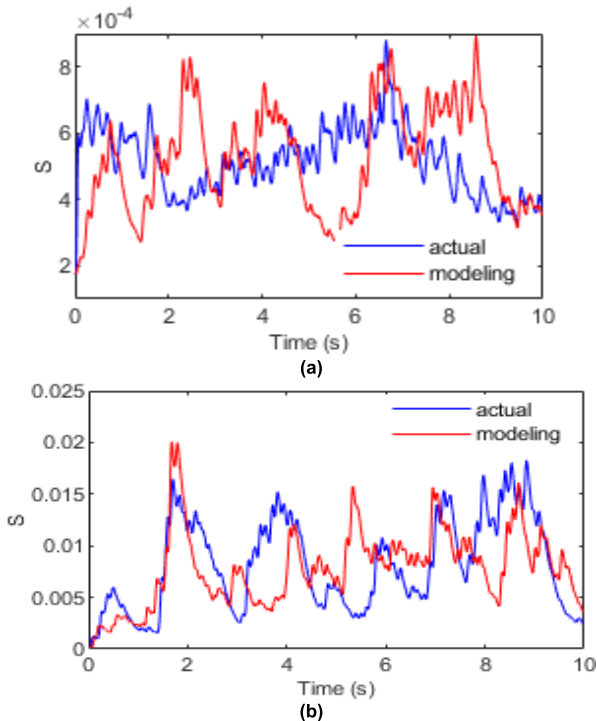 ×10⁻⁴
8
6
4
2
S
0 2 4 6 8 10
Time (s)
actual
modeling
(a)
0.025
0.02
0.015
0.01
0.005
0
S
0 2 4 6 8 10
Time (s)
actual
modeling
(b)